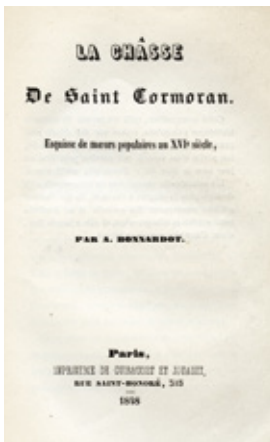 LA CHÂSSE
De Saint Cormoran.
Esquisse de mœurs populaires au XVIe siècle,
PAR A. BONNARDOT.
Paris,
IMPRIMERIE DE GUIRAUDET ET JOUAUST,
RUE SAINT-HONORÉ, 315
1848